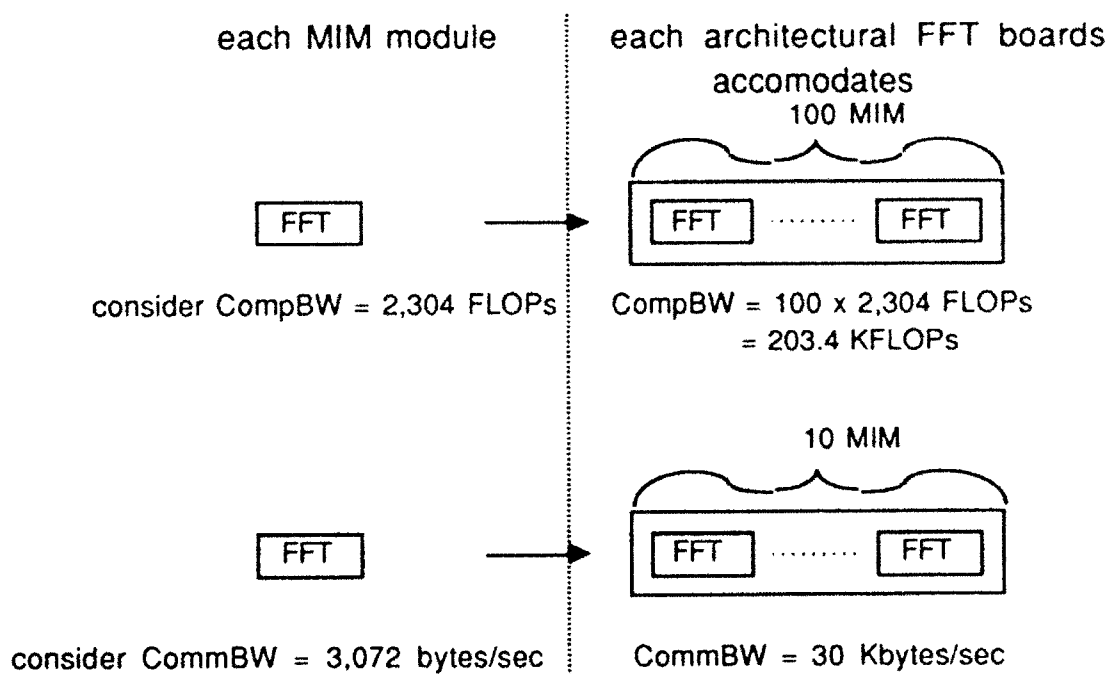 each MIM module
each architectural FFT boards
accomodates
100 MIM
FFT
FFT ......... FFT
consider CompBW = 2,304 FLOPs
CompBW = 100 x 2,304 FLOPs
= 203.4 KFLOPs
10 MIM
FFT
FFT ......... FFT
consider CommBW = 3,072 bytes/sec
CommBW = 30 Kbytes/sec